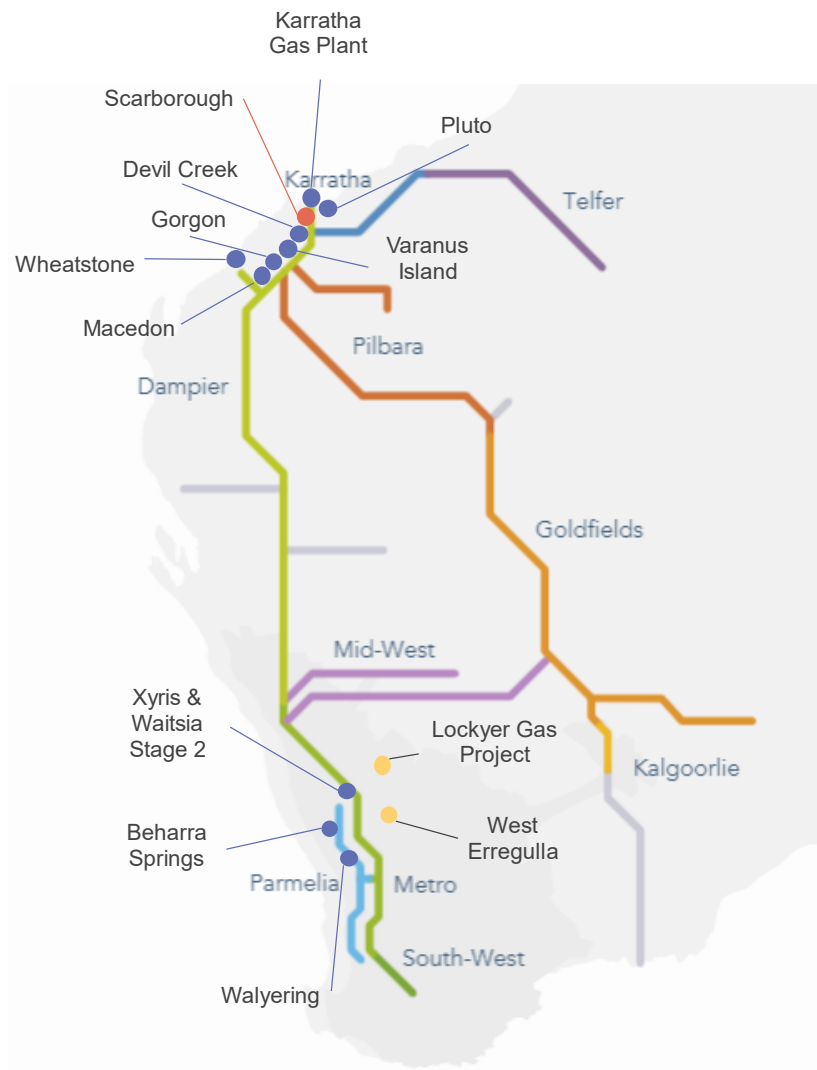 Karratha
Gas Plant
Scarborough
Pluto
Devil Creek
Karratha
Telfer
Gorgon
Varanus
Island
Wheatstone
Macedon
Pilbara
Dampier
Goldfields
Mid-West
Xyris &
Waitsia
Stage 2
Lockyer Gas
Project
Kalgoorlie
Beharra
Springs
West
Erregulla
Parmelia
Metro
South-West
Walyering